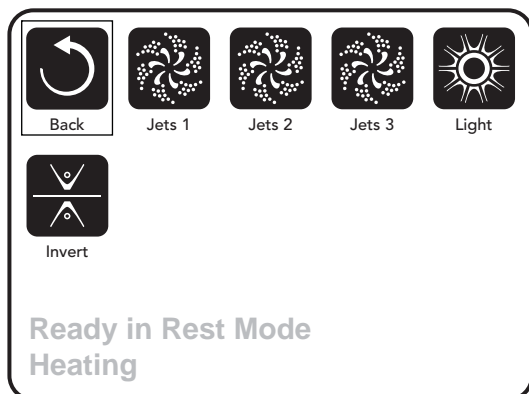 Back Jets 1 Jets 2 Jets 3 Light
Invert
Ready in Rest Mode
Heating